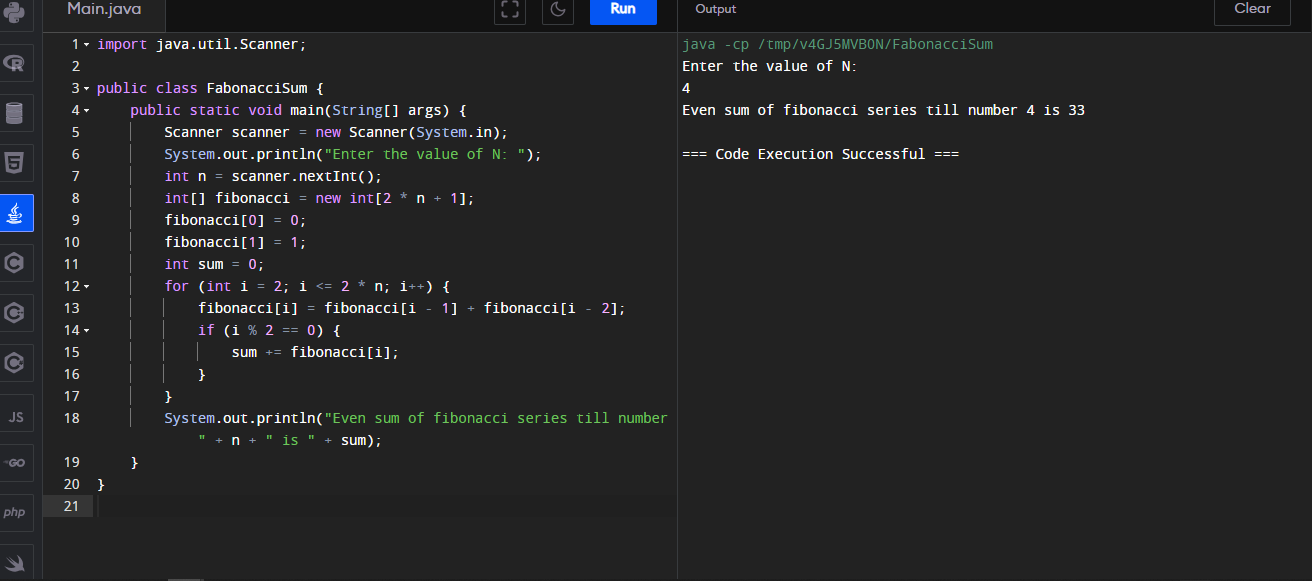 Main.java
Run
Output
Clear
1 import java.util.Scanner;
2
3 public class FabonacciSum {
4 public static void main(String[] args) {
5 Scanner scanner = new Scanner(System.in);
6 System.out.println("Enter the value of N: ");
7 int n = scanner.nextInt();
8 int[] fibonacci = new int[2 * n + 1];
9 fibonacci[0] = 0;
10 fibonacci[1] = 1;
11 int sum = 0;
12 for (int i = 2; i <= 2 * n; i++) {
13 fibonacci[i] = fibonacci[i - 1] + fibonacci[i - 2];
14 if (i % 2 == 0) {
15 sum += fibonacci[i];
16 }
17 }
18 System.out.println("Even sum of fibonacci series till number
" + n + " is " + sum);
19 }
20 }
21
java -cp /tmp/v4GJ5MVBON/FabonacciSum
Enter the value of N:
4
Even sum of fibonacci series till number 4 is 33
=== Code Execution Successful ===
R
5
C
C
C
JS
GO
php